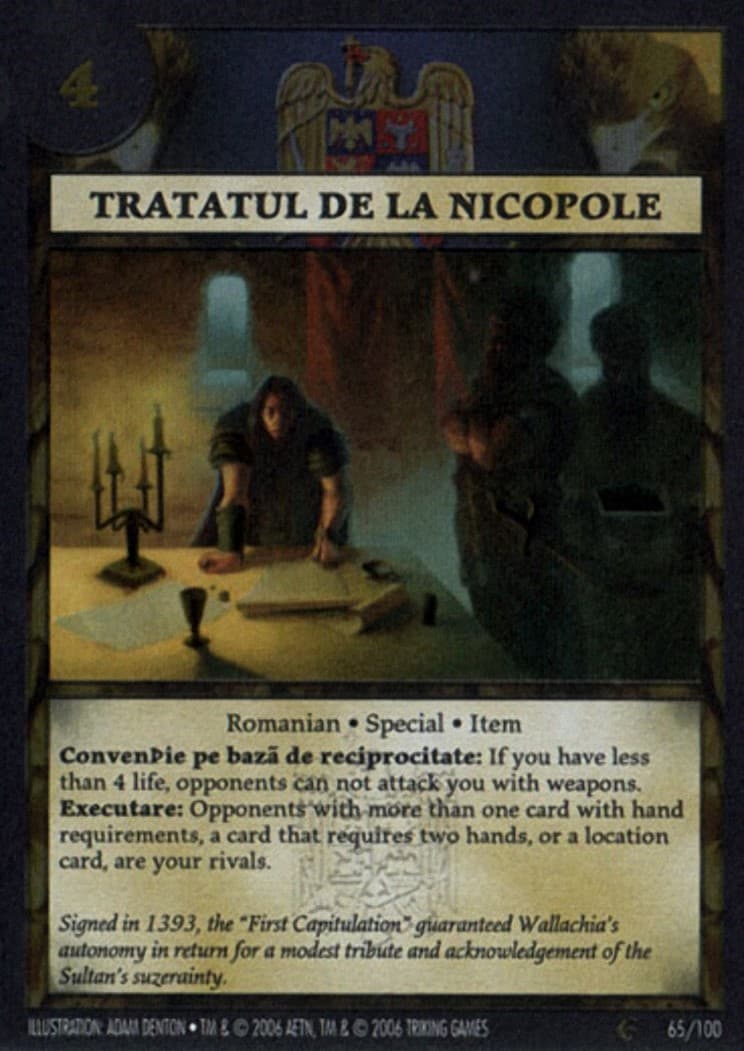 4
TRATATUL DE LA NICOPOLE
Romanian • Special • Item
ConvenÞie pe bază de reciprocitate: If you have less
than 4 life, opponents can not attack you with weapons.
Executare: Opponents with more than one card with hand
requirements, a card that requires two hands, or a location
card, are your rivals.
Signed in 1393, the "First Capitulation" guaranteed Wallachia's
autonomy in return for a modest tribute and acknowledgement of the
Sultan's suzerainty.
ILLUSTRATION: ADAM DENTON • TM & © 2006 AETN, TM & © 2006 TRIKING GAMES
65/100